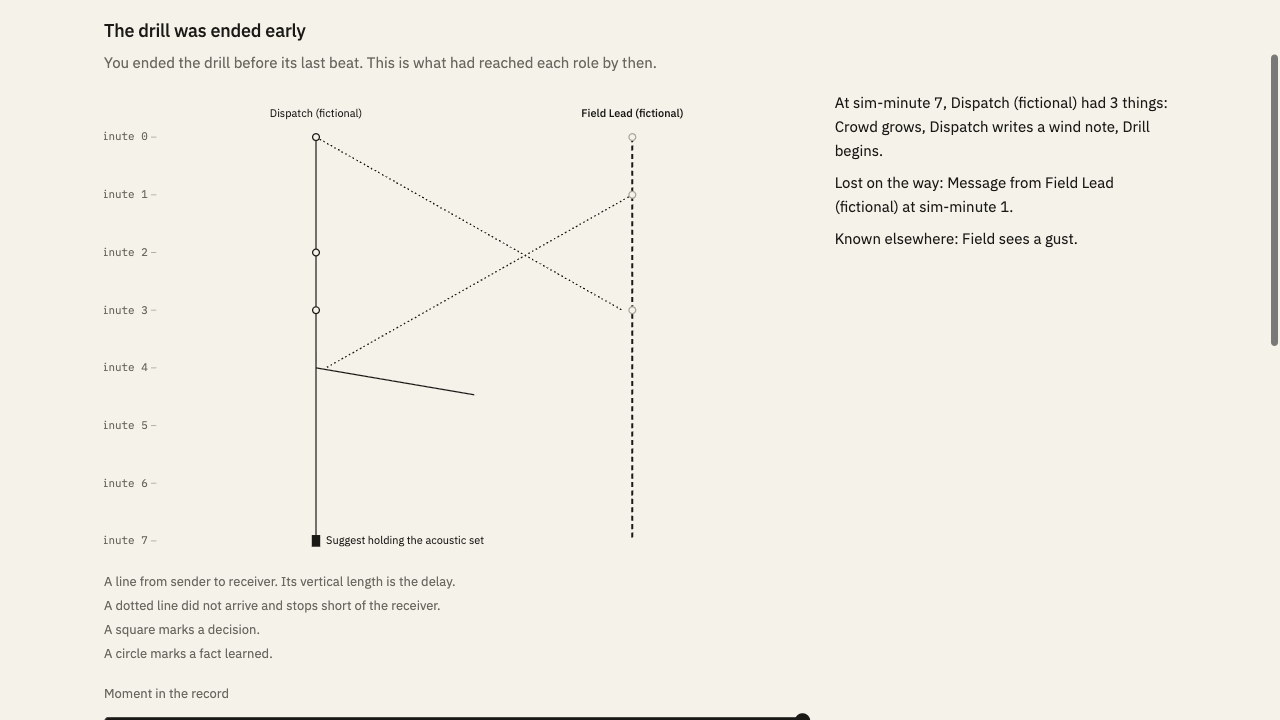 The drill was ended early
You ended the drill before its last beat. This is what had reached each role by then.
Dispatch (fictional)
Field Lead (fictional)
inute 0
inute 1
inute 2
inute 3
inute 4
inute 5
inute 6
inute 7
Suggest holding the acoustic set
At sim-minute 7, Dispatch (fictional) had 3 things:
Crowd grows, Dispatch writes a wind note, Drill
begins.
Lost on the way: Message from Field Lead
(fictional) at sim-minute 1.
Known elsewhere: Field sees a gust.
A line from sender to receiver. Its vertical length is the delay.
A dotted line did not arrive and stops short of the receiver.
A square marks a decision.
A circle marks a fact learned.
Moment in the record